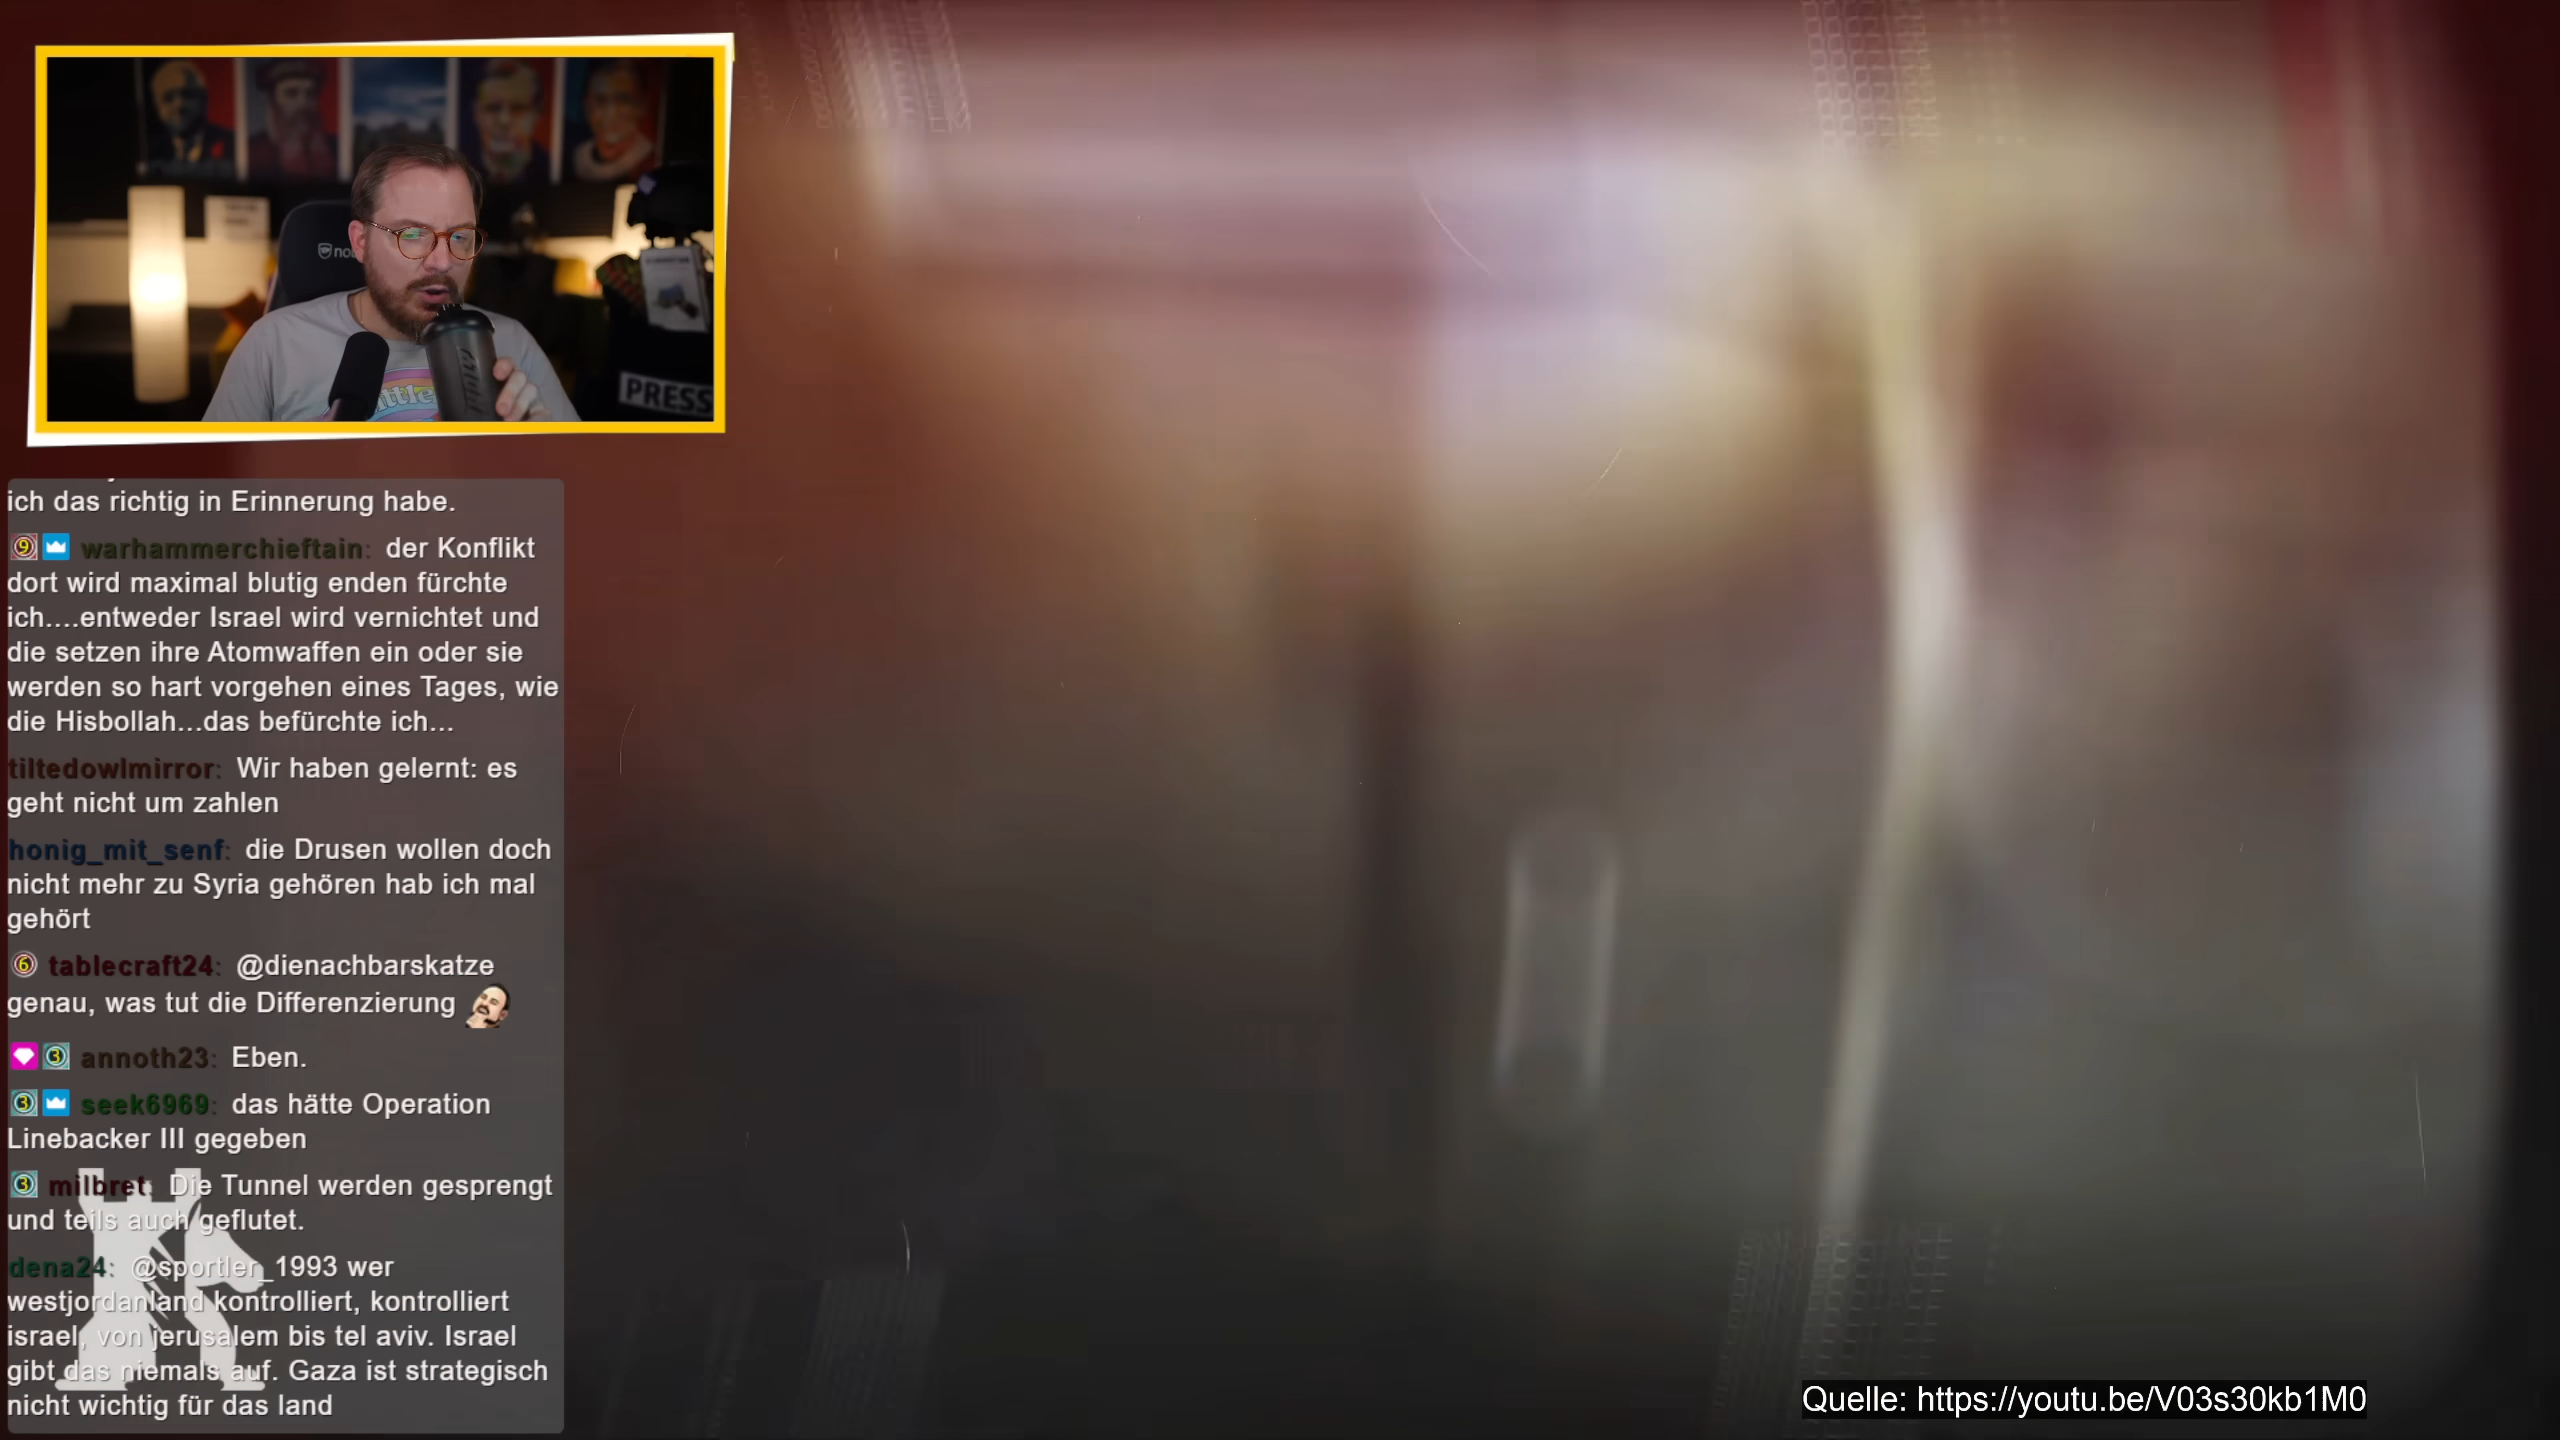 PRESS
ich das richtig in Erinnerung habe.
warhammerchieftain: der Konflikt
dort wird maximal blutig enden fürchte
ich....entweder Israel wird vernichtet und
die setzen ihre Atomwaffen ein oder sie
werden so hart vorgehen eines Tages, wie
die Hisbollah...das befürchte ich...
tiltedowlmirror: Wir haben gelernt: es
geht nicht um zahlen
honig_mit_senf: die Drusen wollen doch
nicht mehr zu Syria gehören hab ich mal
gehört
tablecraft24: @dienachbarskatze
genau, was tut die Differenzierung
annoth23: Eben.
seek6969: das hätte Operation
Linebacker III gegeben
milbret: Die Tunnel werden gesprengt
und teils auch geflutet.
dena24: @sportler_1993 wer
westjordanland kontrolliert, kontrolliert
israel, von jerusalem bis tel aviv. Israel
gibt das niemals auf. Gaza ist strategisch
nicht wichtig für das land
Quelle: https://youtu.be/V03s30kb1M0